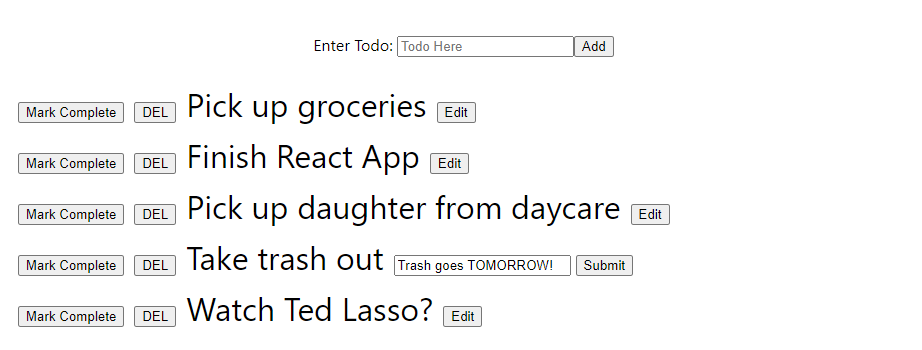 Enter Todo: Todo Here Add
Mark Complete DEL Pick up groceries Edit
Mark Complete DEL Finish React App Edit
Mark Complete DEL Pick up daughter from daycare Edit
Mark Complete DEL Take trash out Trash goes TOMORROW! Submit
Mark Complete DEL Watch Ted Lasso? Edit